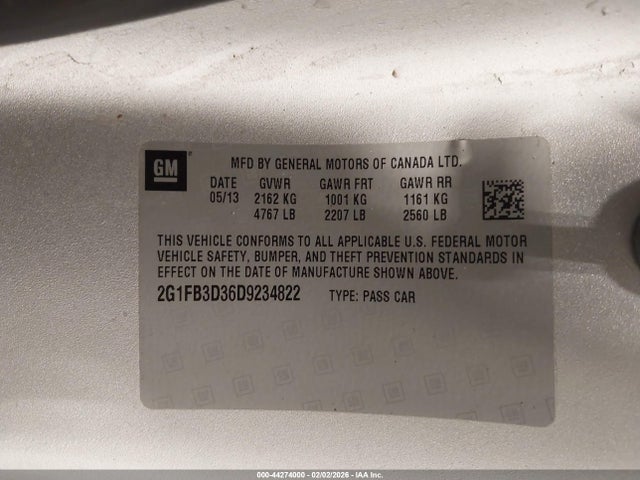 GM
MFD BY GENERAL MOTORS OF CANADA LTD.
DATE GVWR GAWR FRT GAWR RR
05/13 2162 KG 1001 KG 1161 KG
4767 LB 2207 LB 2560 LB
THIS VEHICLE CONFORMS TO ALL APPLICABLE U.S. FEDERAL MOTOR
VEHICLE SAFETY, BUMPER, AND THEFT PREVENTION STANDARDS IN
EFFECT ON THE DATE OF MANUFACTURE SHOWN ABOVE.
2G1FB3D36D9234822 TYPE: PASS CAR
000-44274000 - 02/02/2026 - IAA Inc.